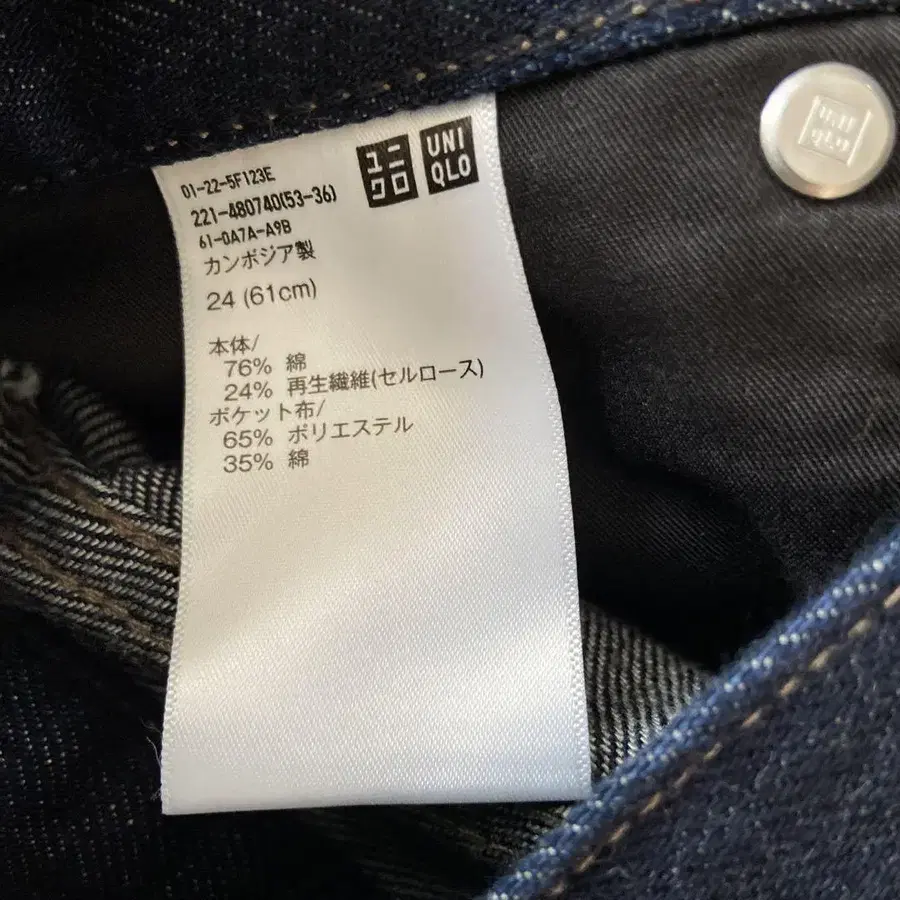 01-22-5F123E
221-480740(53-36)
61-0A7A-A9B
カンボジア製
24 (61cm)
ユニ
クロ
UNI
QLO
本体/
76% 綿
24% 再生繊維(セルロース)
ポケット布/
65% ポリエステル
35% 綿
UNI
QLO